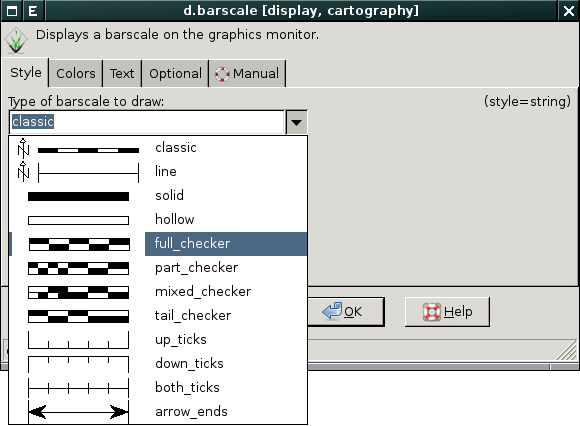 d.barscale [display, cartography]
Displays a barscale on the graphics monitor.
Style Colors Text Optional Manual
Type of barscale to draw: (style=string)
classic
N classic
N line
solid
hollow
full_checker
part_checker
mixed_checker
tail_checker
up_ticks
down_ticks
both_ticks
arrow_ends
OK Help